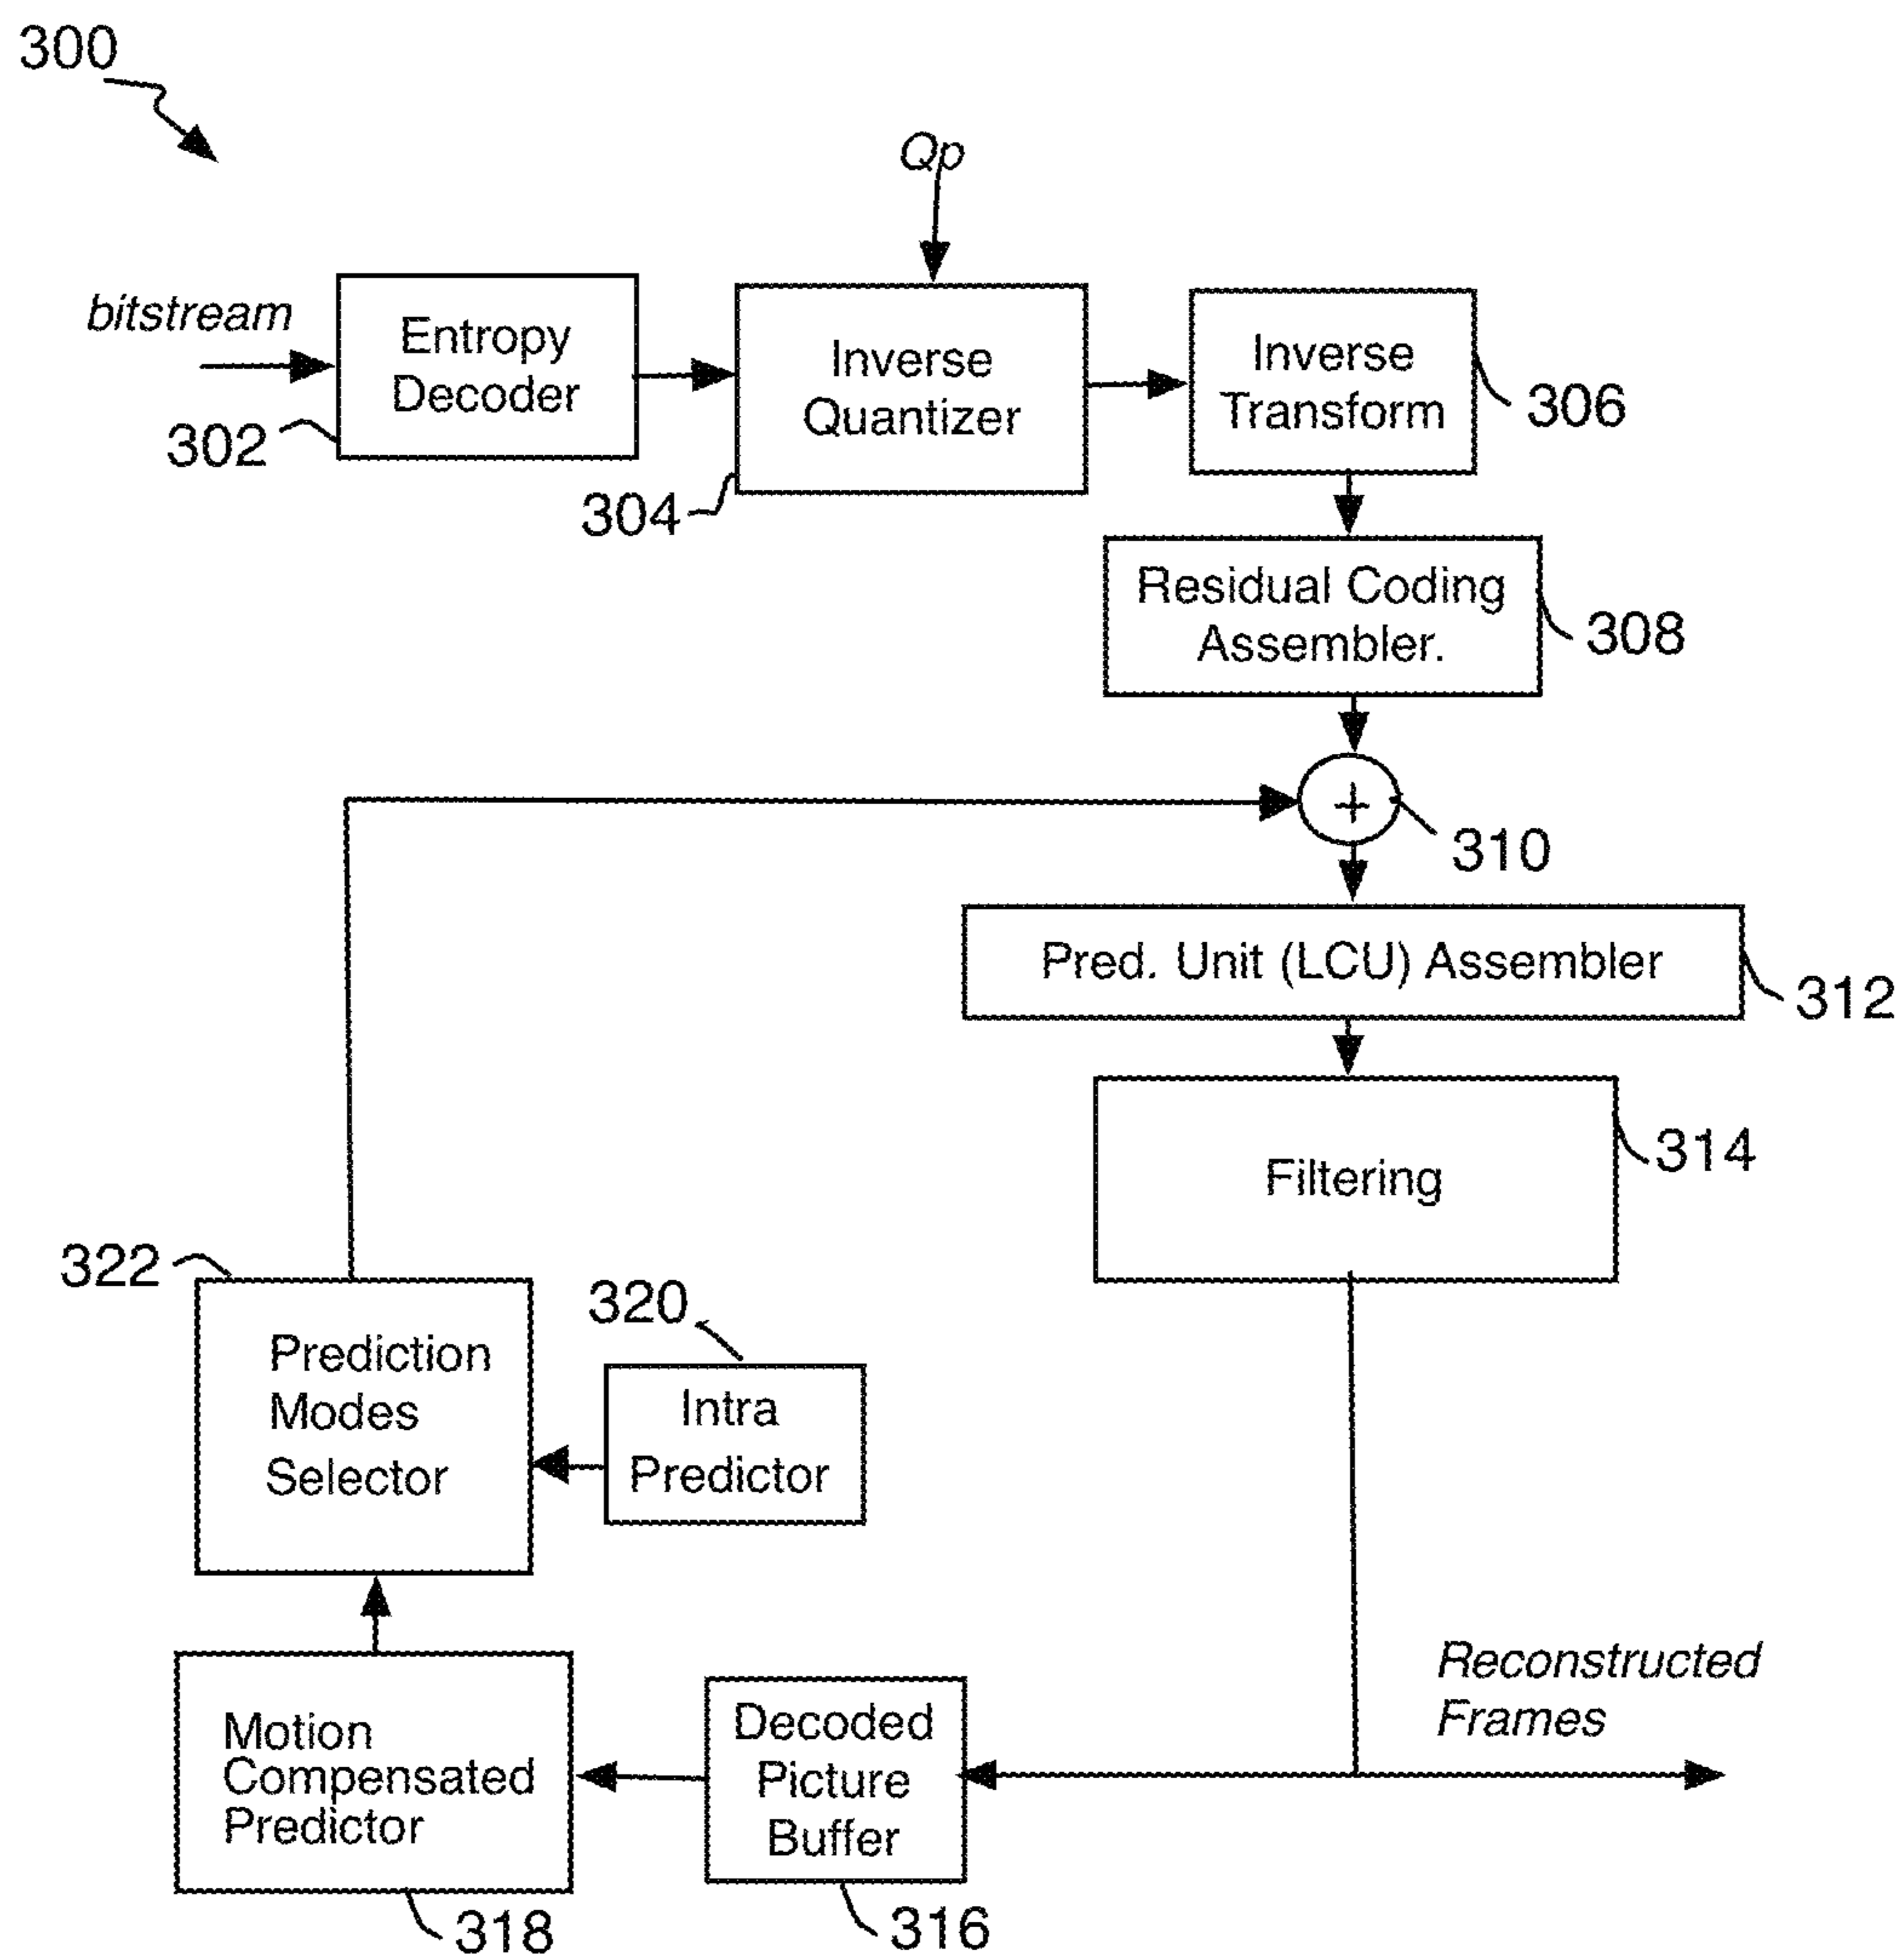 300
Qp
bitstream
Entropy
Decoder
302
Inverse
Quantizer
304
Inverse
Transform
306
Residual Coding
Assembler.
308
+
310
Pred. Unit (LCU) Assembler
312
Filtering
314
322
Prediction
Modes
Selector
320
Intra
Predictor
Motion
Compensated
Predictor
318
Decoded
Picture
Buffer
316
Reconstructed
Frames